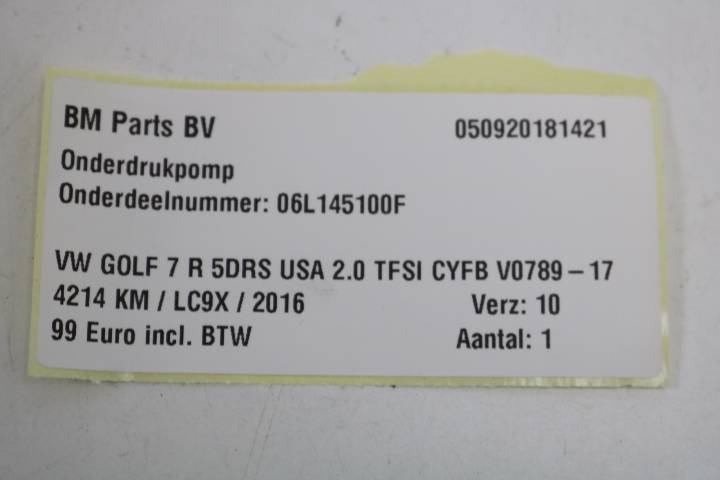 BM Parts BV 050920181421
Onderdrukpomp
Onderdeelnummer: 06L145100F
VW GOLF 7 R 5DRS USA 2.0 TFSI CYFB V0789-17
4214 KM / LC9X / 2016 Verz: 10
99 Euro incl. BTW Aantal: 1